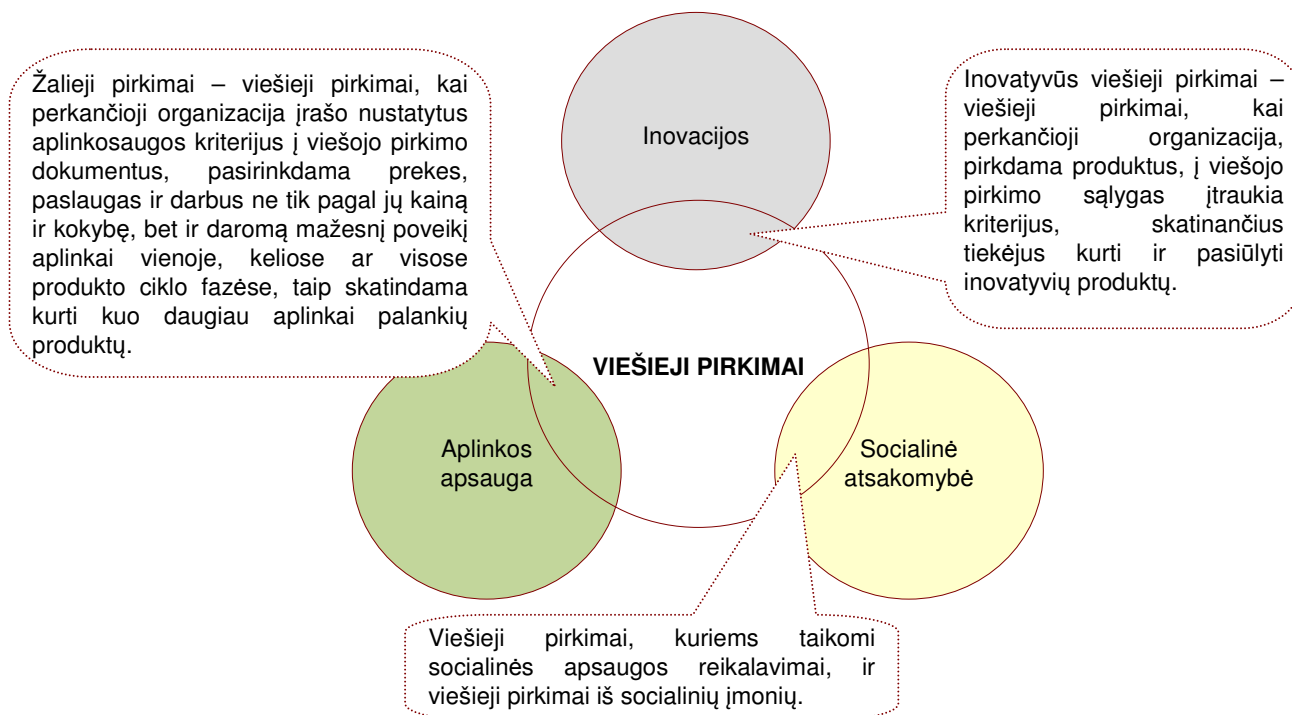 Žalieji pirkimai – viešieji pirkimai, kai
perkančioji organizacija įrašo nustatytus
aplinkosaugos kriterijus į viešojo pirkimo
dokumentus, pasirinkdama prekes,
paslaugas ir darbus ne tik pagal jų kainą
ir kokybę, bet ir daromą mažesnį poveikį
aplinkai vienoje, keliose ar visose
produkto ciklo fazėse, taip skatindama
kurti kuo daugiau aplinkai palankių
produktų.
Inovacijos
Inovatyvūs viešieji pirkimai –
viešieji pirkimai, kai
perkančioji organizacija,
pirkdama produktus, į viešojo
pirkimo sąlygas įtraukia
kriterijus, skatinančius
tiekėjus kurti ir pasiūlyti
inovatyvių produktų.
VIEŠIEJI PIRKIMAI
Aplinkos
apsauga
Socialinė
atsakomybė
Viešieji pirkimai, kuriems taikomi
socialinės apsaugos reikalavimai, ir
viešieji pirkimai iš socialinių įmonių.